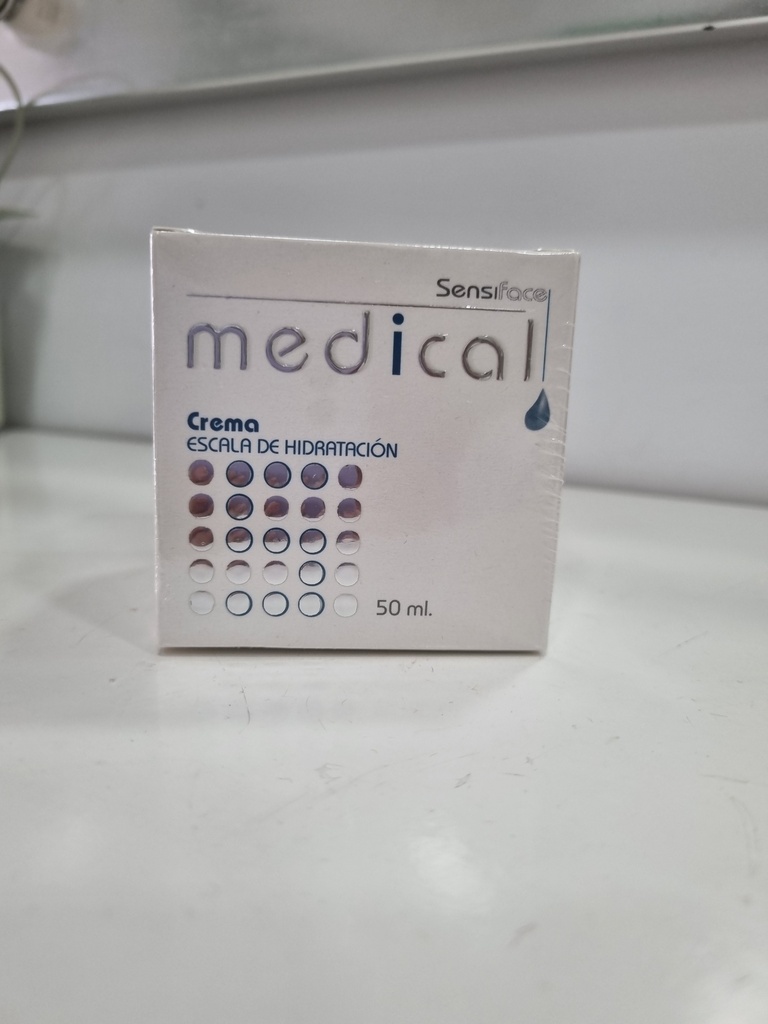 Sensiface
medical
Crema
ESCALA DE HIDRATACIÓN
50 ml.